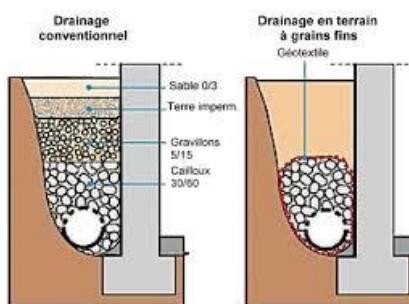 Drainage
conventionnel
Sable 0/3
Terre imperm.
Gravillons
5/15
Cailloux
30/60
Drainage en terrain
à grains fins
Géotextile